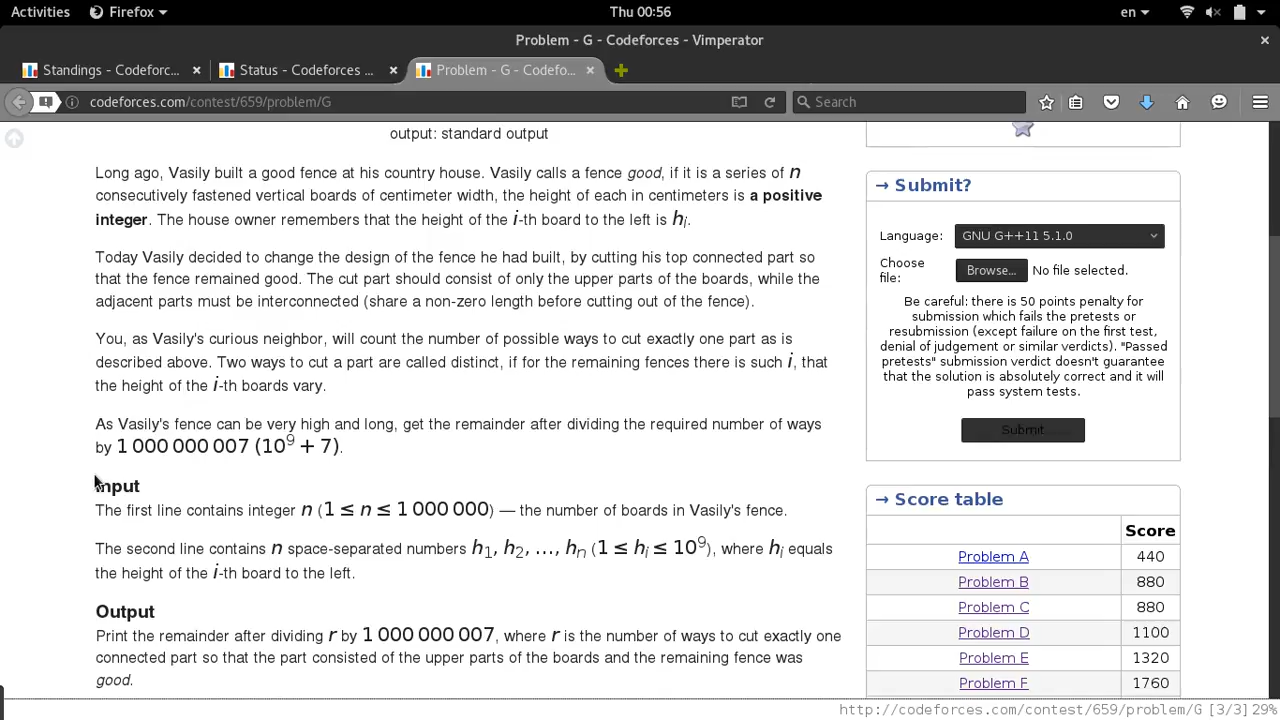 Activities Firefox Thu 00:56 en
Problem - G - Codeforces - Vimperator
Standings - Codeforc... Status - Codeforces ... Problem - G - Codefo...
codeforces.com/contest/659/problem/G Search
output: standard output
Long ago, Vasily built a good fence at his country house. Vasily calls a fence good, if it is a series of n
consecutively fastened vertical boards of centimeter width, the height of each in centimeters is a positive
integer. The house owner remembers that the height of the i-th board to the left is hi.
Today Vasily decided to change the design of the fence he had built, by cutting his top connected part so
that the fence remained good. The cut part should consist of only the upper parts of the boards, while the
adjacent parts must be interconnected (share a non-zero length before cutting out of the fence).
You, as Vasily's curious neighbor, will count the number of possible ways to cut exactly one part as is
described above. Two ways to cut a part are called distinct, if for the remaining fences there is such i, that
the height of the i-th boards vary.
As Vasily's fence can be very high and long, get the remainder after dividing the required number of ways
by 1 000 000 007 (10^9 + 7).
Input
The first line contains integer n (1 ≤ n ≤ 1 000 000) — the number of boards in Vasily's fence.
The second line contains n space-separated numbers h1, h2, ..., hn (1 ≤ hi ≤ 10^9), where hi equals
the height of the i-th board to the left.
Output
Print the remainder after dividing r by 1 000 000 007, where r is the number of ways to cut exactly one
connected part so that the part consisted of the upper parts of the boards and the remaining fence was
good.
→ Submit?
Language: GNU G++11 5.1.0
Choose
file: Browse... No file selected.
Be careful: there is 50 points penalty for
submission which fails the pretests or
resubmission (except failure on the first test,
denial of judgement or similar verdicts). "Passed
pretests" submission verdict doesn't guarantee
that the solution is absolutely correct and it will
pass system tests.
Submit
→ Score table
Score
Problem A 440
Problem B 880
Problem C 880
Problem D 1100
Problem E 1320
Problem F 1760
http://codeforces.com/contest/659/problem/G [3/3] 29%